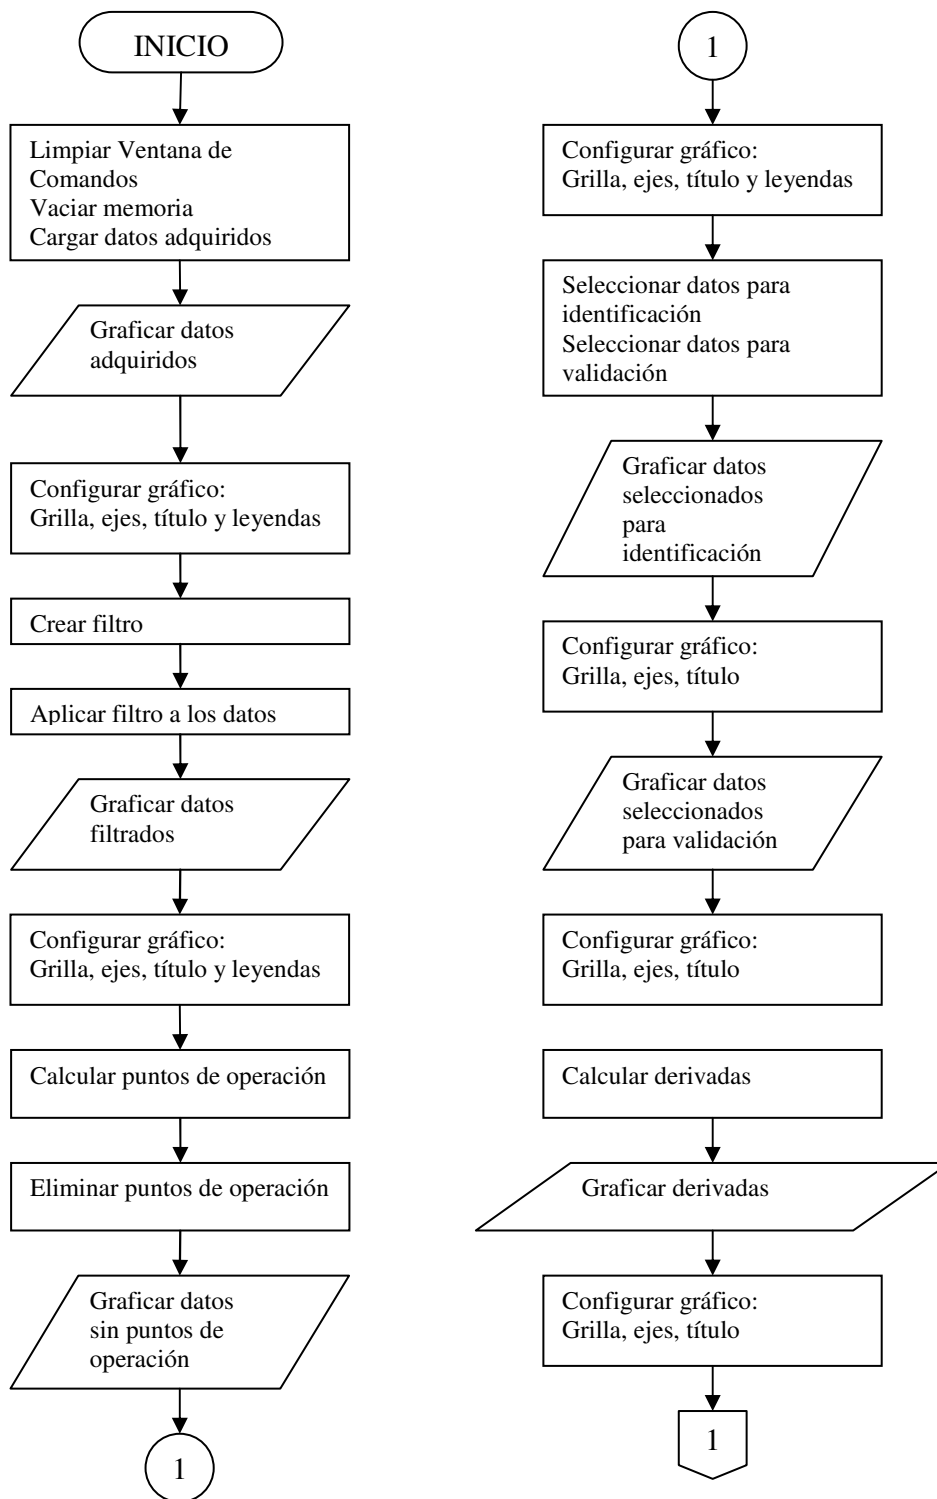 INICIO
Limpiar Ventana de
Comandos
Vaciar memoria
Cargar datos adquiridos
Graficar datos
adquiridos
Configurar gráfico:
Grilla, ejes, título y leyendas
Crear filtro
Aplicar filtro a los datos
Graficar datos
filtrados
Configurar gráfico:
Grilla, ejes, título y leyendas
Calcular puntos de operación
Eliminar puntos de operación
Graficar datos
sin puntos de
operación
1
1
Configurar gráfico:
Grilla, ejes, título y leyendas
Seleccionar datos para
identificación
Seleccionar datos para
validación
Graficar datos
seleccionados
para
identificación
Configurar gráfico:
Grilla, ejes, título
Graficar datos
seleccionados
para validación
Configurar gráfico:
Grilla, ejes, título
Calcular derivadas
Graficar derivadas
Configurar gráfico:
Grilla, ejes, título
1